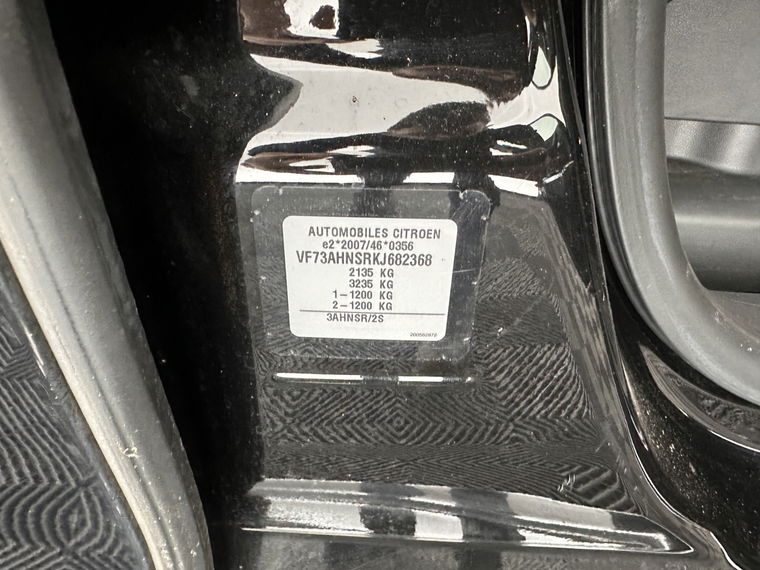 AUTOMOBILES CITROEN
e2*2007/46*0356
VF73AHNSRKJ682368
2135 KG
3235 KG
1-1200 KG
2-1200 KG
3AHNSR/2S